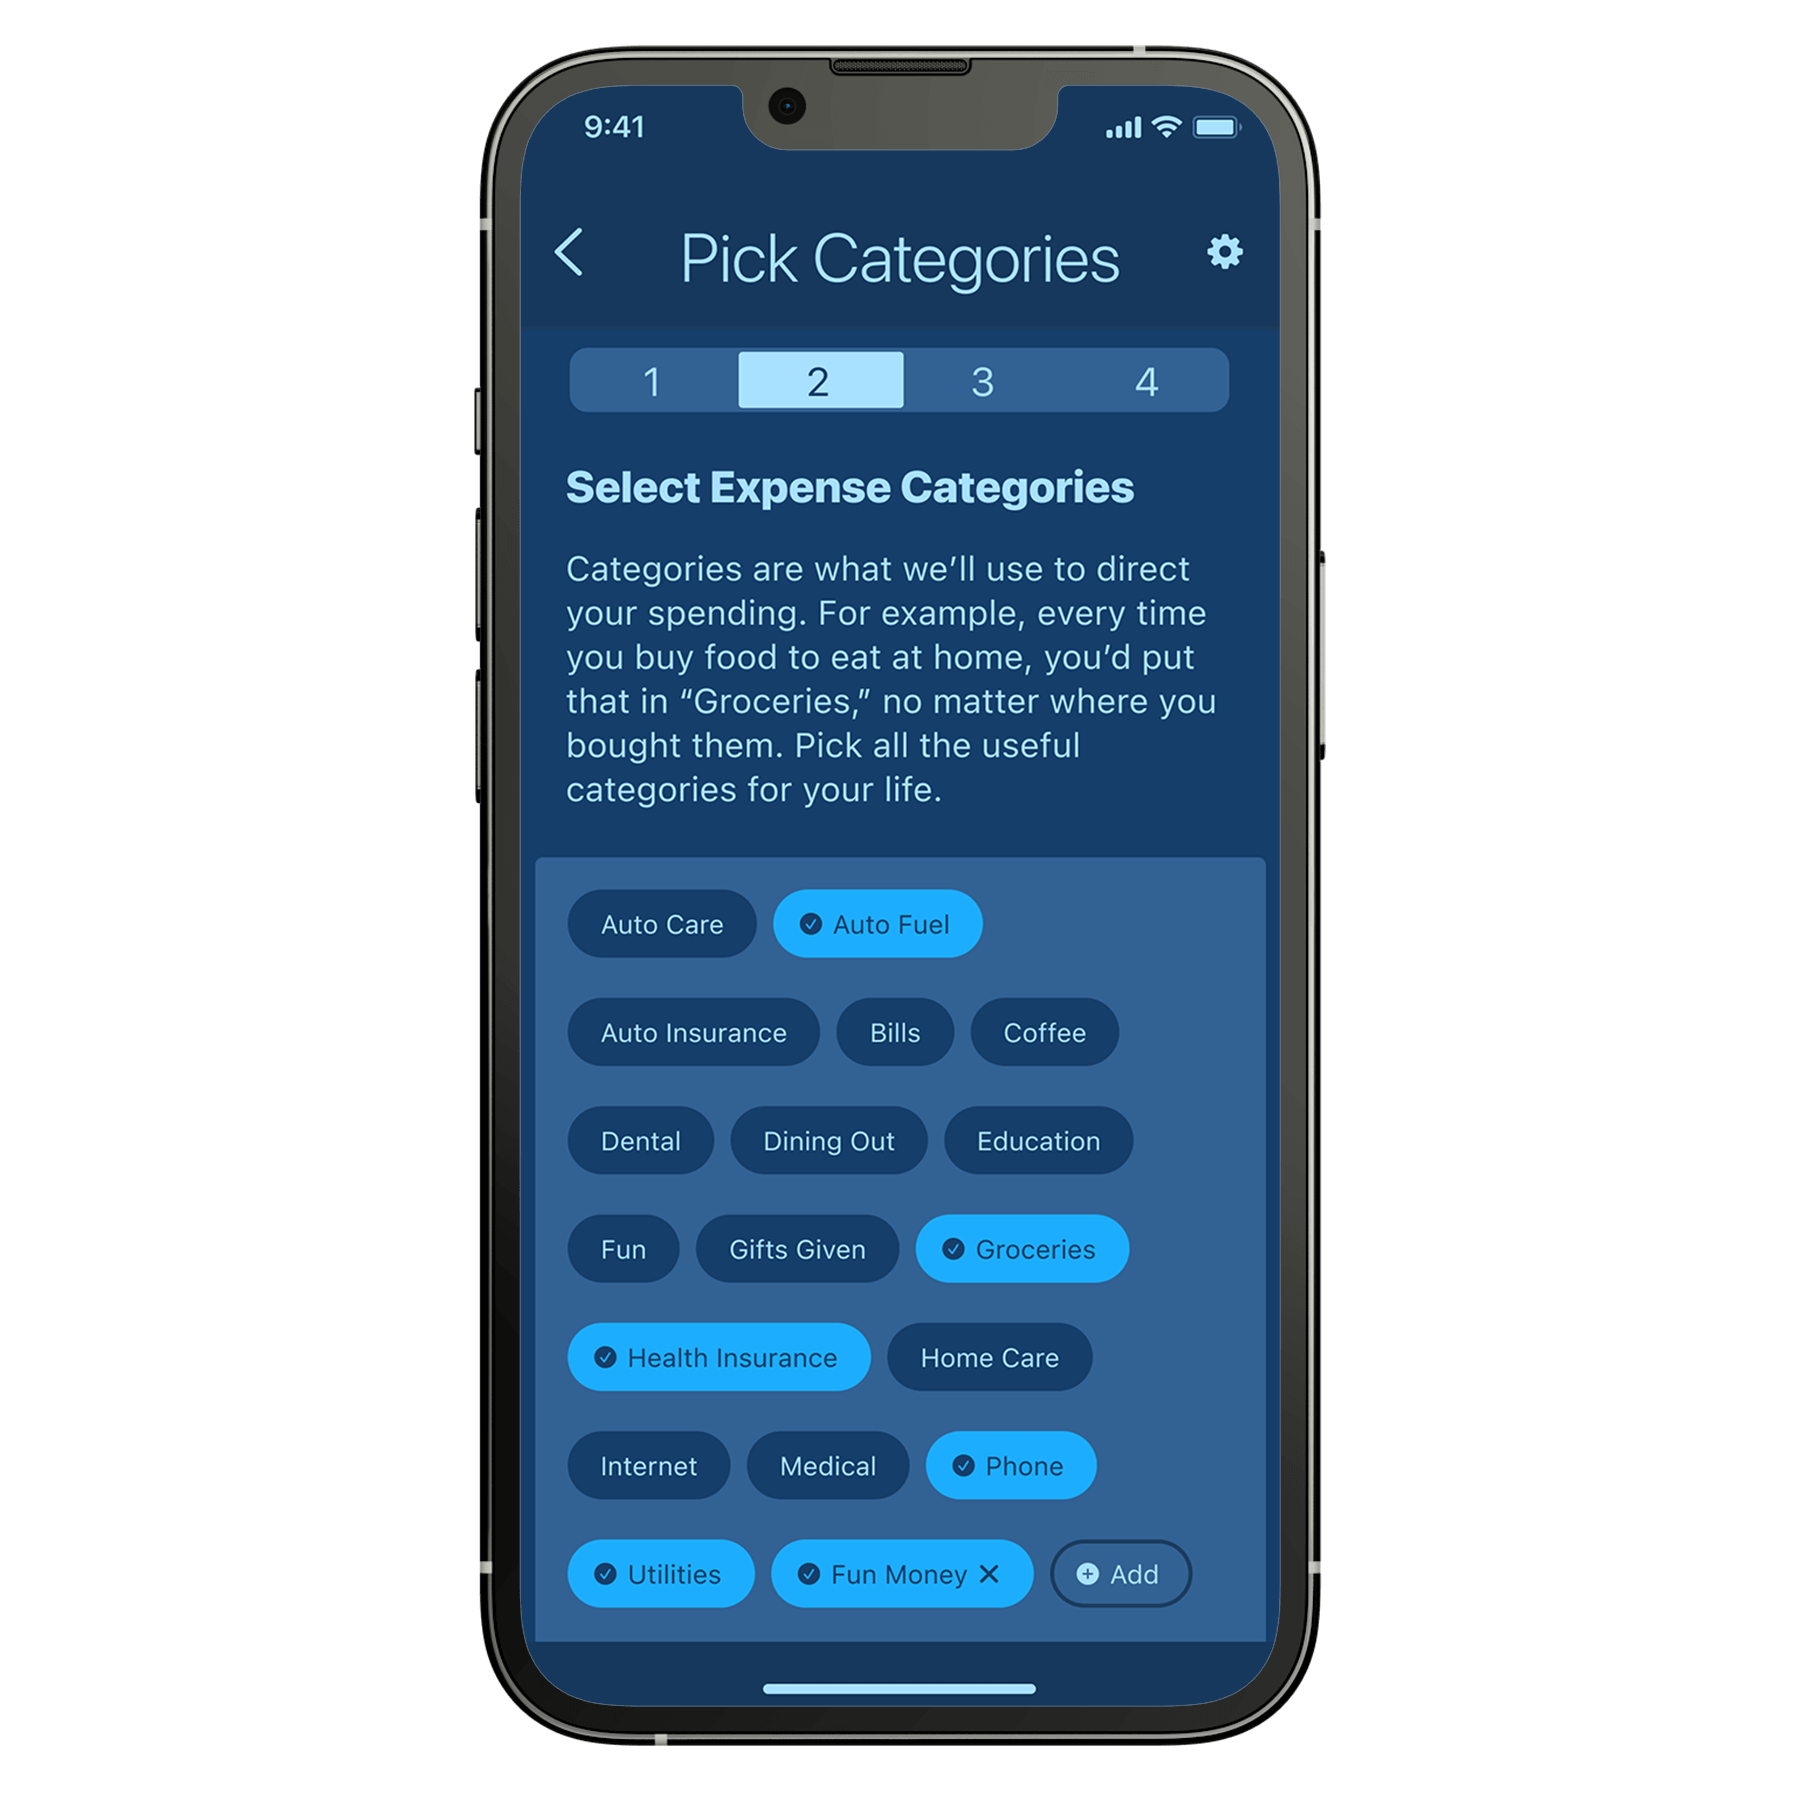 9:41
Pick Categories
1 2 3 4
Select Expense Categories
Categories are what we’ll use to direct
your spending. For example, every time
you buy food to eat at home, you’d put
that in “Groceries,” no matter where you
bought them. Pick all the useful
categories for your life.
Auto Care Auto Fuel
Auto Insurance Bills Coffee
Dental Dining Out Education
Fun Gifts Given Groceries
Health Insurance Home Care
Internet Medical Phone
Utilities Fun Money Add